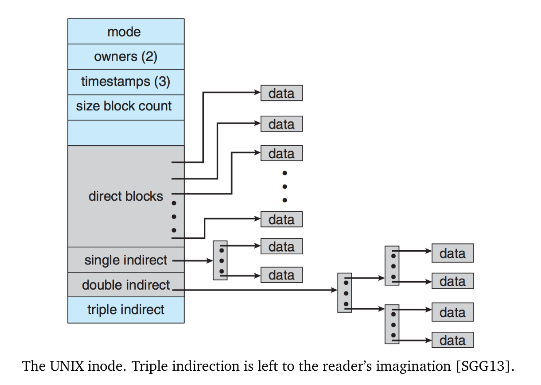 mode
owners (2)
timestamps (3)
size block count
direct blocks
single indirect
double indirect
triple indirect
data
data
data
data
data
data
data
data
data
data
The UNIX inode. Triple indirection is left to the reader’s imagination [SGG13].